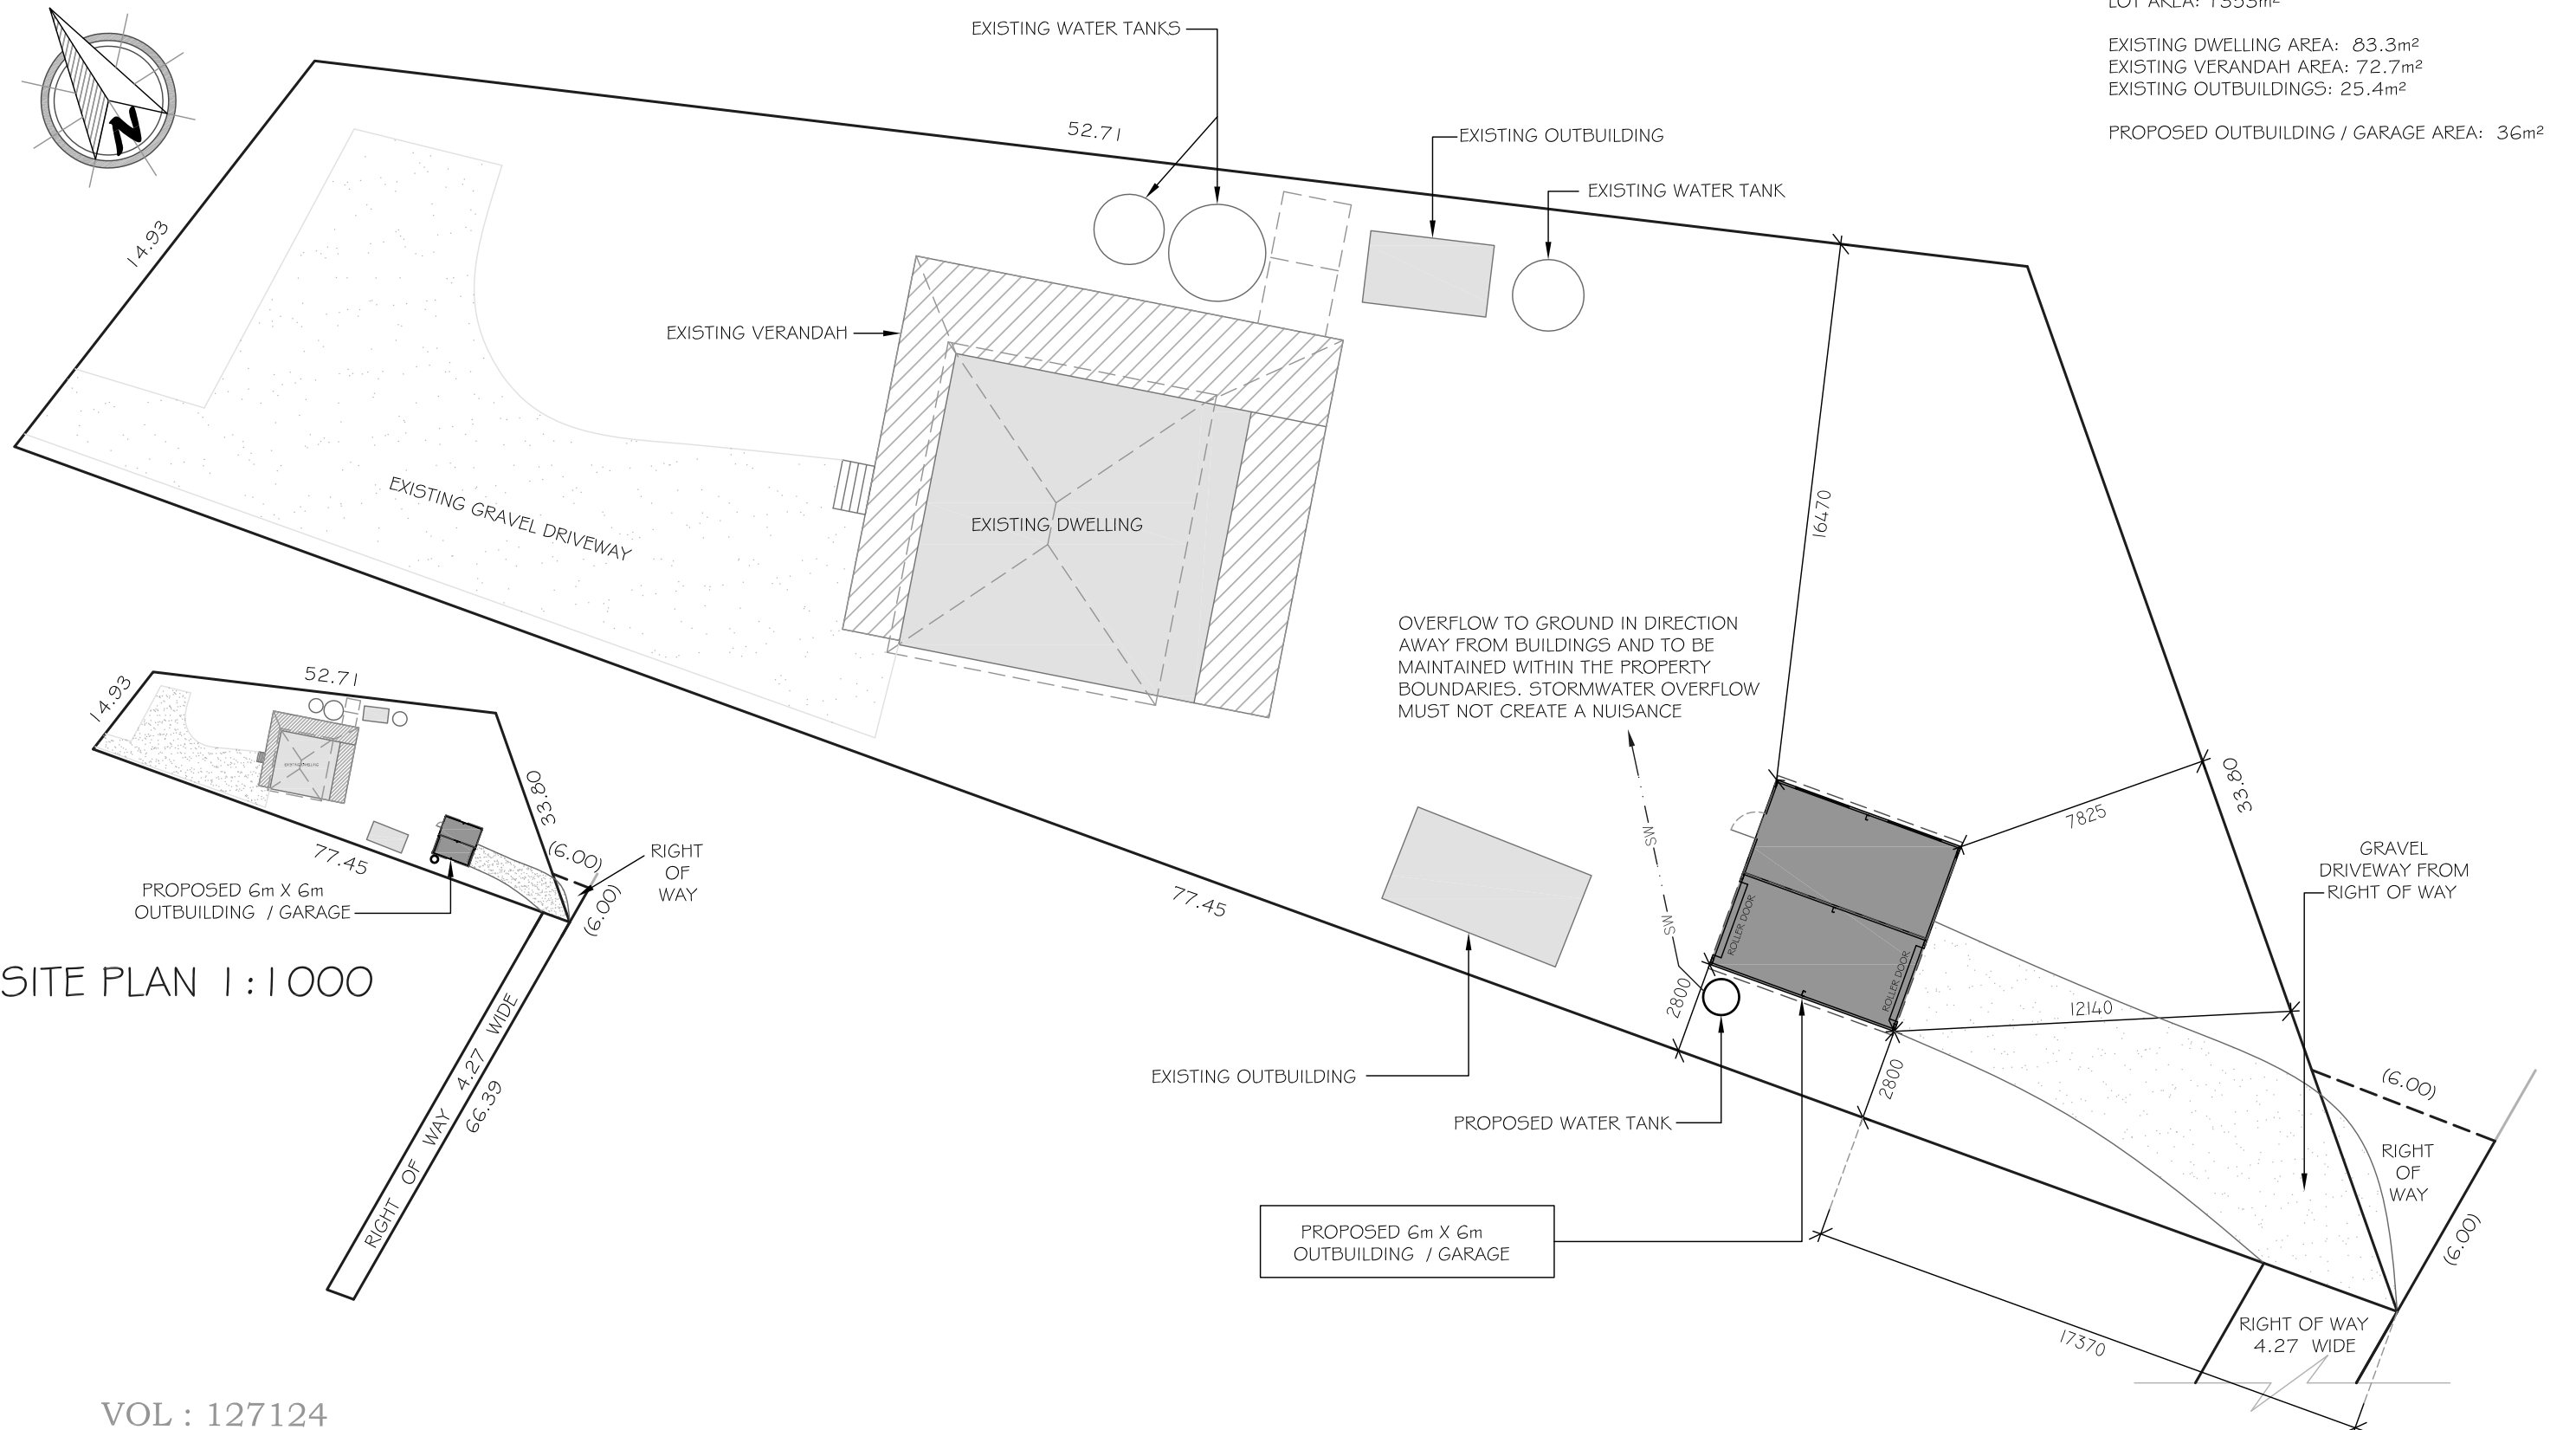 LOT AREA: 1353m²
EXISTING DWELLING AREA: 83.3m²
EXISTING VERANDAH AREA: 72.7m²
EXISTING OUTBUILDINGS: 25.4m²
PROPOSED OUTBUILDING / GARAGE AREA: 36m²
N
EXISTING WATER TANKS
52.71
EXISTING OUTBUILDING
EXISTING WATER TANK
14.93
EXISTING VERANDAH
EXISTING GRAVEL DRIVEWAY
EXISTING DWELLING
16470
OVERFLOW TO GROUND IN DIRECTION
AWAY FROM BUILDINGS AND TO BE
MAINTAINED WITHIN THE PROPERTY
BOUNDARIES. STORMWATER OVERFLOW
MUST NOT CREATE A NUISANCE
SW
SW
7825
33.80
GRAVEL
DRIVEWAY FROM
RIGHT OF WAY
77.45
ROLLER DOOR
ROLLER DOOR
2800
12140
2800
EXISTING OUTBUILDING
PROPOSED WATER TANK
(6.00)
RIGHT
OF
WAY
(6.00)
PROPOSED 6m X 6m
OUTBUILDING / GARAGE
RIGHT OF WAY
4.27 WIDE
17370
14.93
52.71
EXISTING DWELLING
33.80
77.45
(6.00)
RIGHT
OF
WAY
(6.00)
PROPOSED 6m X 6m
OUTBUILDING / GARAGE
SITE PLAN 1:1000
RIGHT OF WAY 4.27 WIDE
66.39
VOL : 127124